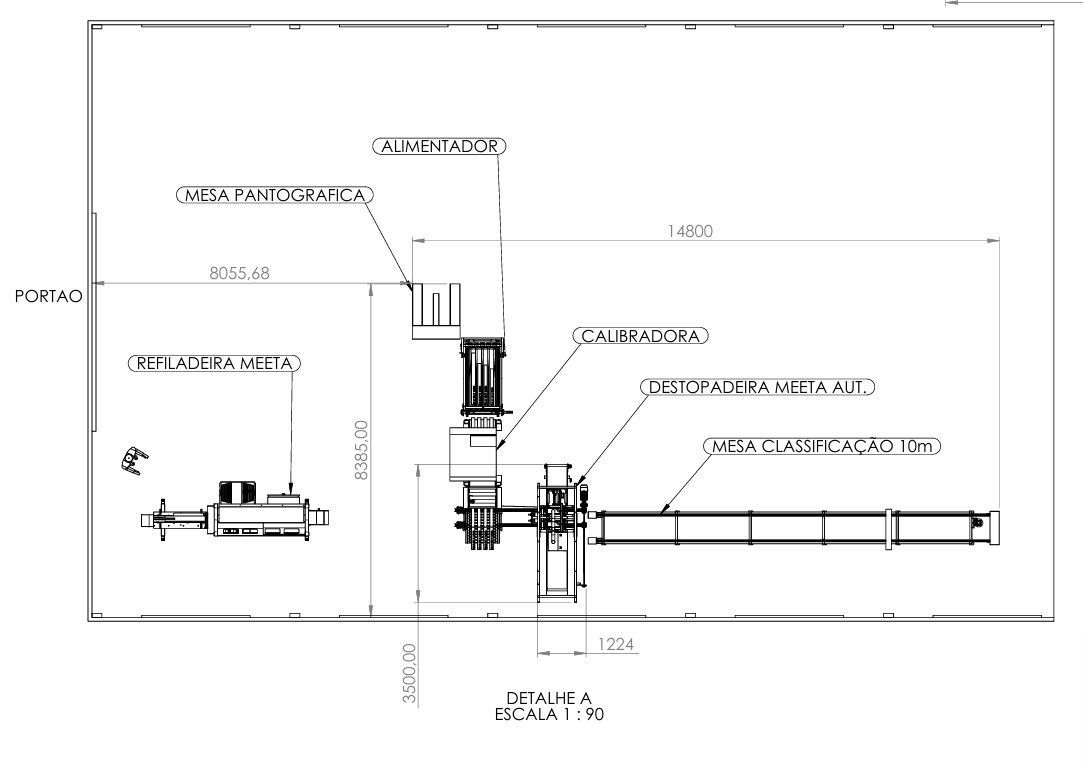 ALIMENTADOR
MESA PANTOGRAFICA
14800
8055,68
PORTAO
CALIBRADORA
REFILADEIRA MEETA
DESTOPADEIRA MEETA AUT.
8385,00
MESA CLASSIFICAÇÃO 10m
1224
3500,00
DETALHE A
ESCALA 1 : 90